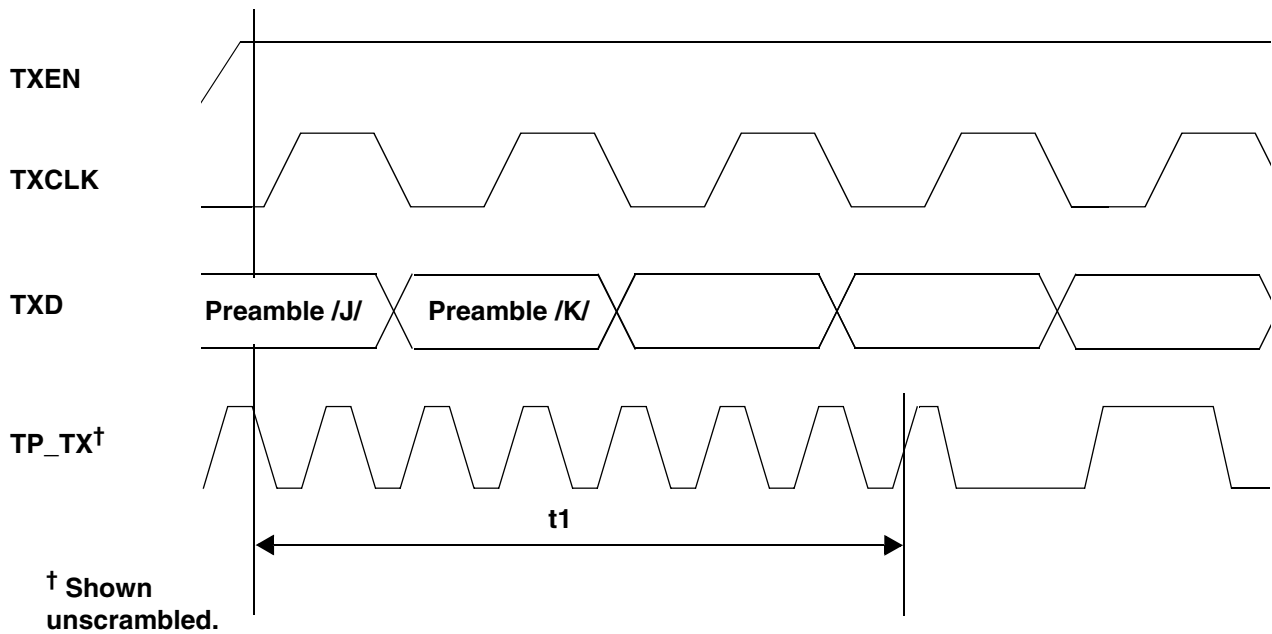 TXEN
TXCLK
TXD
Preamble /J/
Preamble /K/
TP_TX†
t1
† Shown
unscrambled.